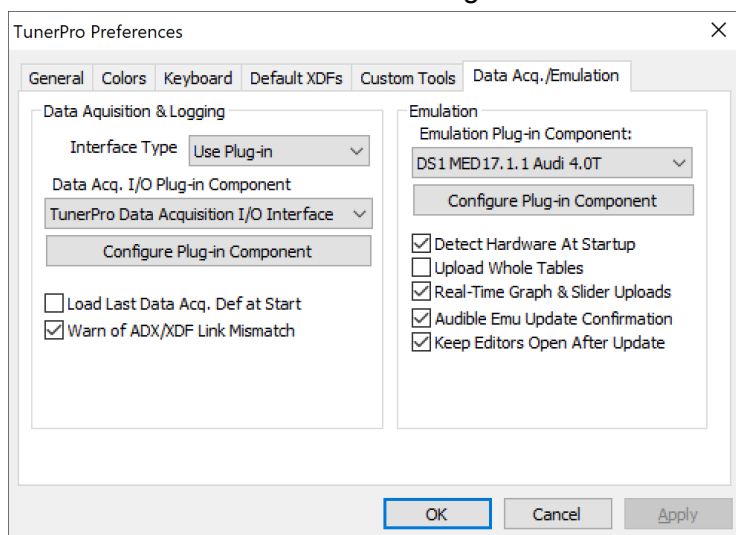 TunerPro Preferences
General Colors Keyboard Default XDFs Custom Tools Data Acq./Emulation
Data Aquisition & Logging
Interface Type Use Plug-in
Data Acq. I/O Plug-in Component
TunerPro Data Acquisition I/O Interface
Configure Plug-in Component
Load Last Data Acq. Def at Start
Warn of ADX/XDF Link Mismatch
Emulation
Emulation Plug-in Component:
DS1 MED17.1.1 Audi 4.0T
Configure Plug-in Component
Detect Hardware At Startup
Upload Whole Tables
Real-Time Graph & Slider Uploads
Audible Emu Update Confirmation
Keep Editors Open After Update
OK Cancel Apply